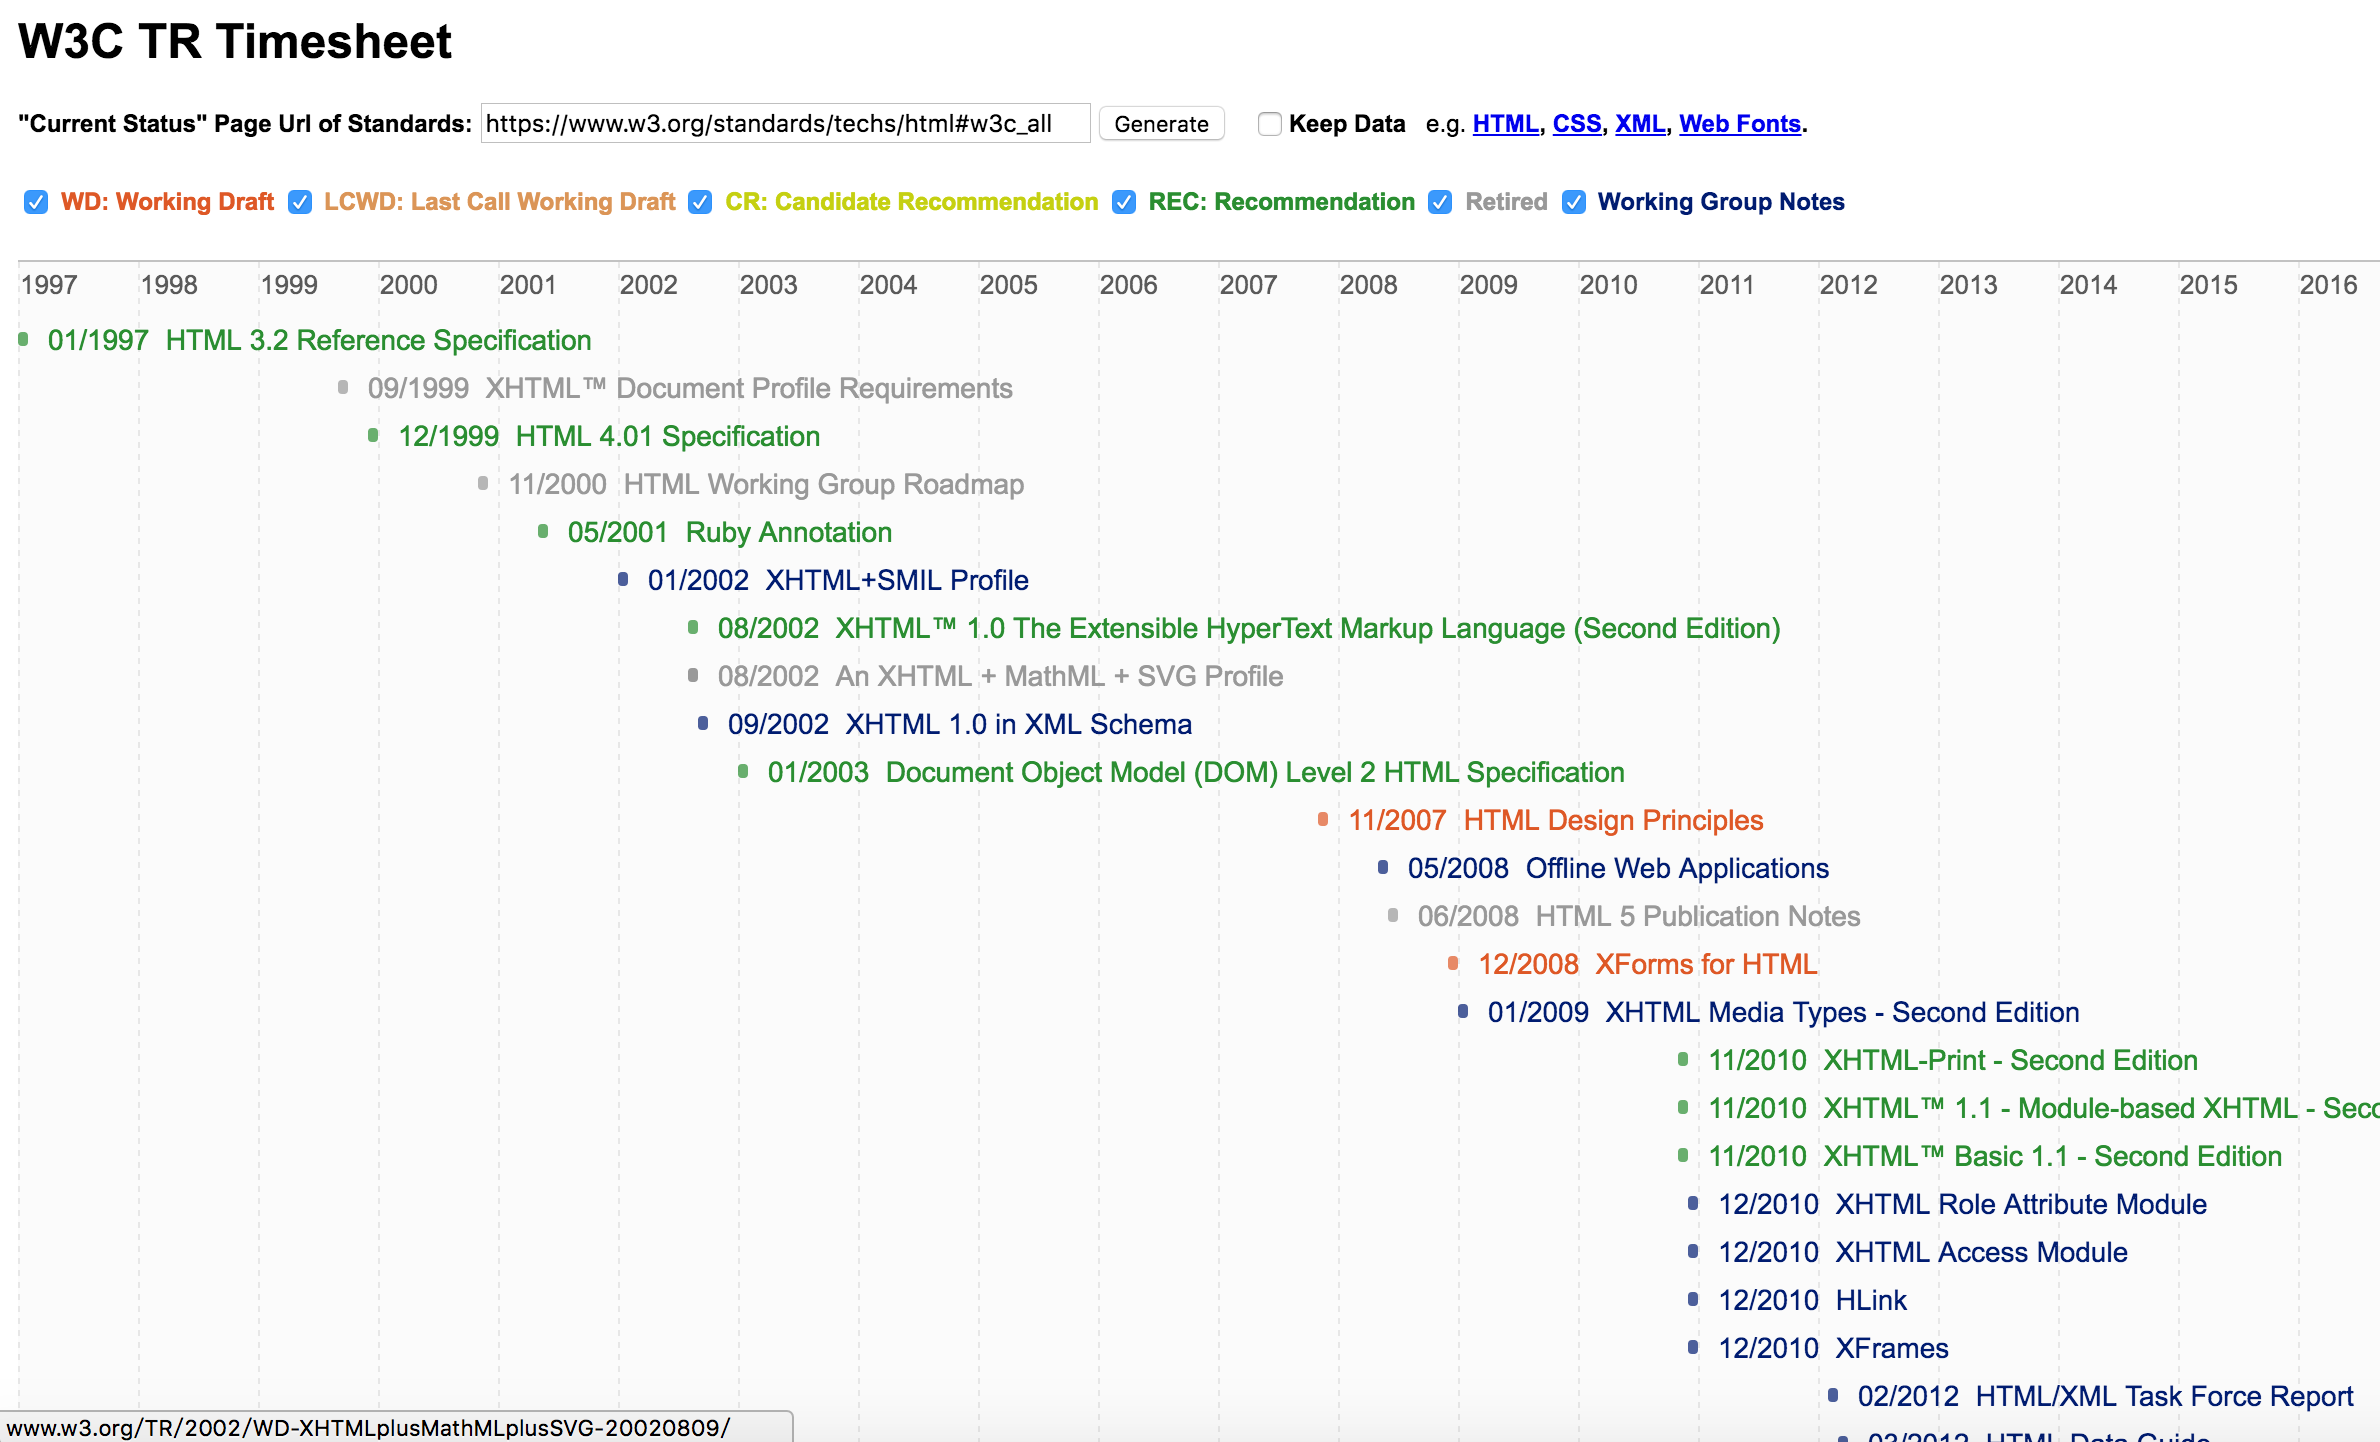 W3C TR Timesheet
"Current Status" Page Url of Standards: https://www.w3.org/standards/techs/html#w3c_all Generate Keep Data e.g. HTML, CSS, XML, Web Fonts.
WD: Working Draft LCWD: Last Call Working Draft CR: Candidate Recommendation REC: Recommendation Retired Working Group Notes
1997 1998 1999 2000 2001 2002 2003 2004 2005 2006 2007 2008 2009 2010 2011 2012 2013 2014 2015 2016
01/1997 HTML 3.2 Reference Specification
09/1999 XHTML™ Document Profile Requirements
12/1999 HTML 4.01 Specification
11/2000 HTML Working Group Roadmap
05/2001 Ruby Annotation
01/2002 XHTML+SMIL Profile
08/2002 XHTML™ 1.0 The Extensible HyperText Markup Language (Second Edition)
08/2002 An XHTML + MathML + SVG Profile
09/2002 XHTML 1.0 in XML Schema
01/2003 Document Object Model (DOM) Level 2 HTML Specification
11/2007 HTML Design Principles
05/2008 Offline Web Applications
06/2008 HTML 5 Publication Notes
12/2008 XForms for HTML
01/2009 XHTML Media Types - Second Edition
11/2010 XHTML-Print - Second Edition
11/2010 XHTML™ 1.1 - Module-based XHTML - Seco
11/2010 XHTML™ Basic 1.1 - Second Edition
12/2010 XHTML Role Attribute Module
12/2010 XHTML Access Module
12/2010 HLink
12/2010 XFrames
02/2012 HTML/XML Task Force Report
03/2012 HTML Data Guide
www.w3.org/TR/2002/WD-XHTMLplusMathMLplusSVG-20020809/